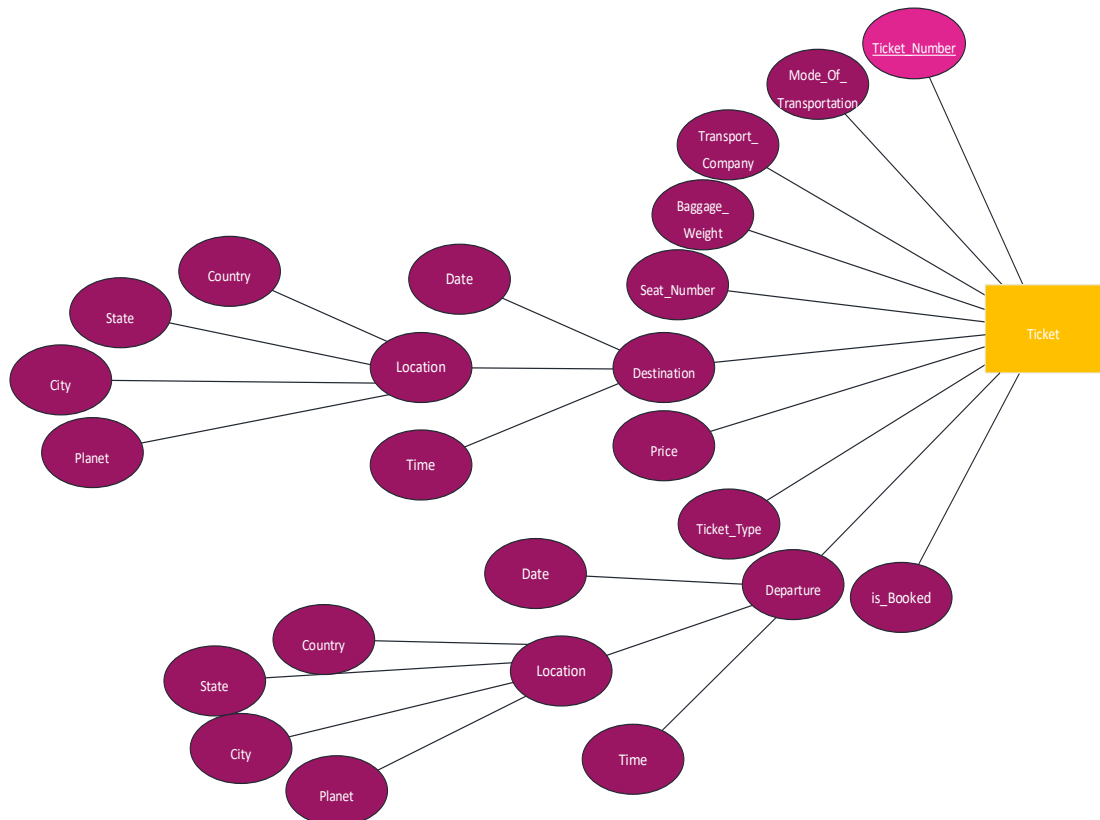 Ticket_Number
Mode_Of_
Transportation
Transport_
Company
Baggage_
Weight
Country
Date
Seat_Number
State
Ticket
Location
Destination
City
Price
Planet
Time
Ticket_Type
Date
Departure
is_Booked
Country
Location
State
City
Time
Planet